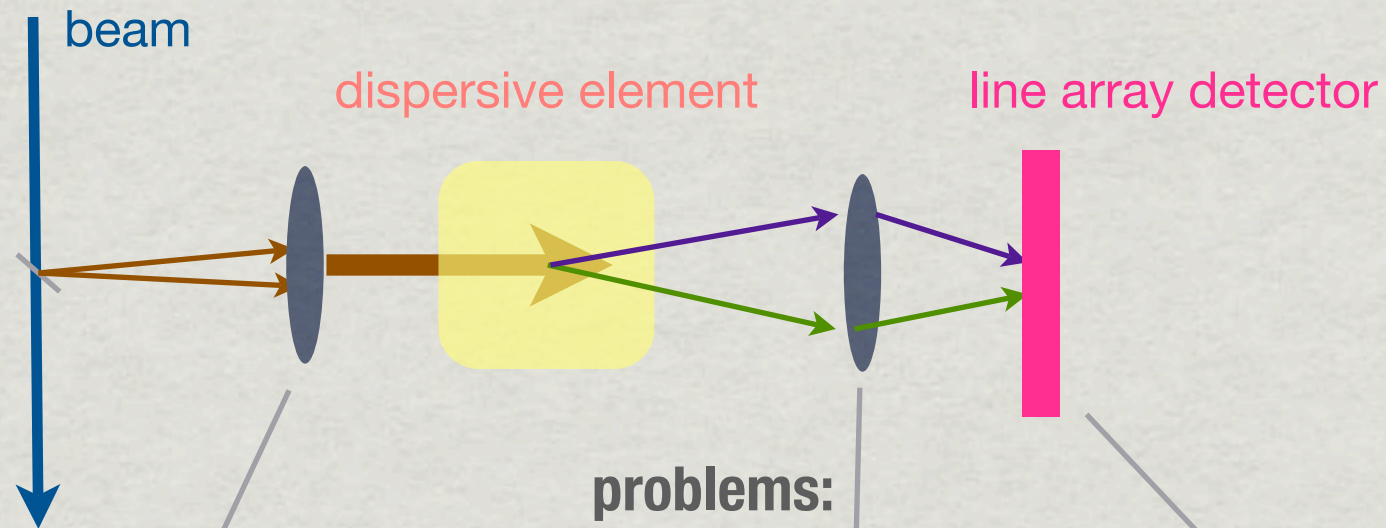 beam
dispersive element
line array detector
problems: